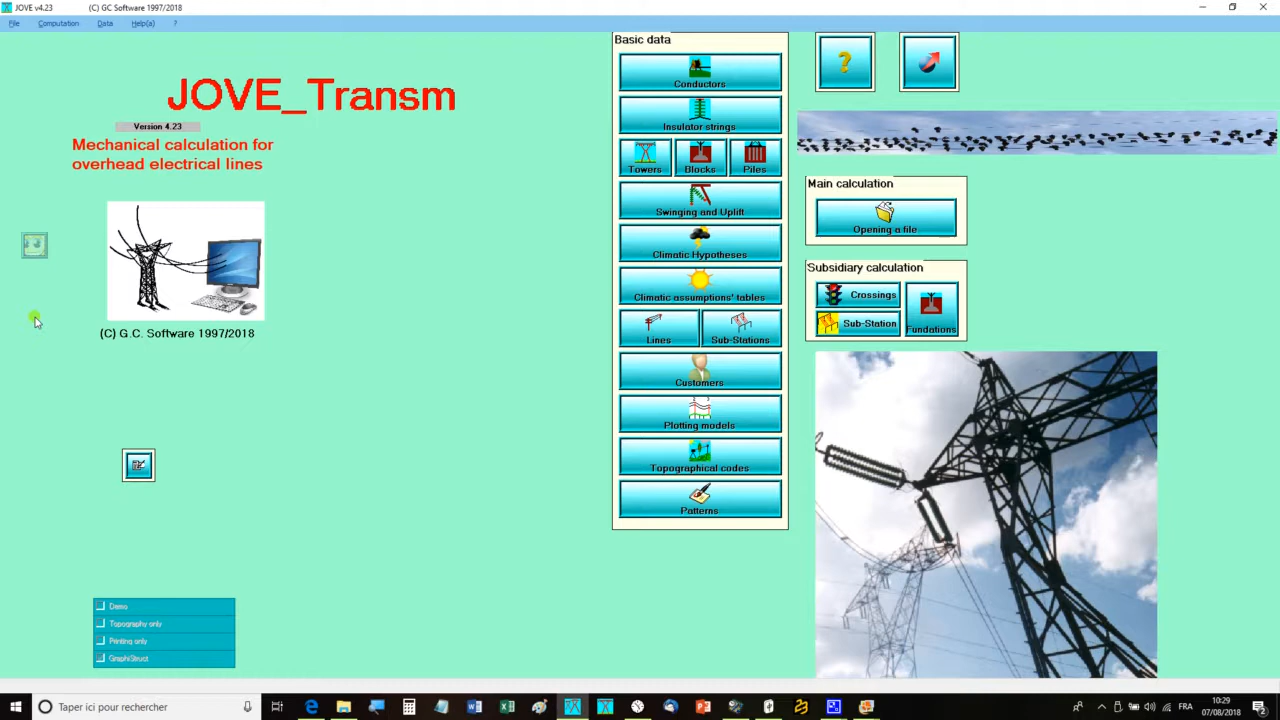 JOVE v4.23 (C) GC Software 1997/2018
File Computation Data Help(a) ?
JOVE_Transm
Version 4.23
Mechanical calculation for
overhead electrical lines
(C) G.C. Software 1997/2018
Demo
Topography only
Printing only
GraphiStruct
Basic data
Conductors
Insulator strings
Towers Blocks Piles
Swinging and Uplift
Climatic Hypotheses
Climatic assumptions' tables
Lines Sub-Stations
Customers
Plotting models
Topographical codes
Patterns
Main calculation
Opening a file
Subsidiary calculation
Crossings
Sub-Station
Fundations
Taper ici pour rechercher
FRA
10:29
07/08/2018
2